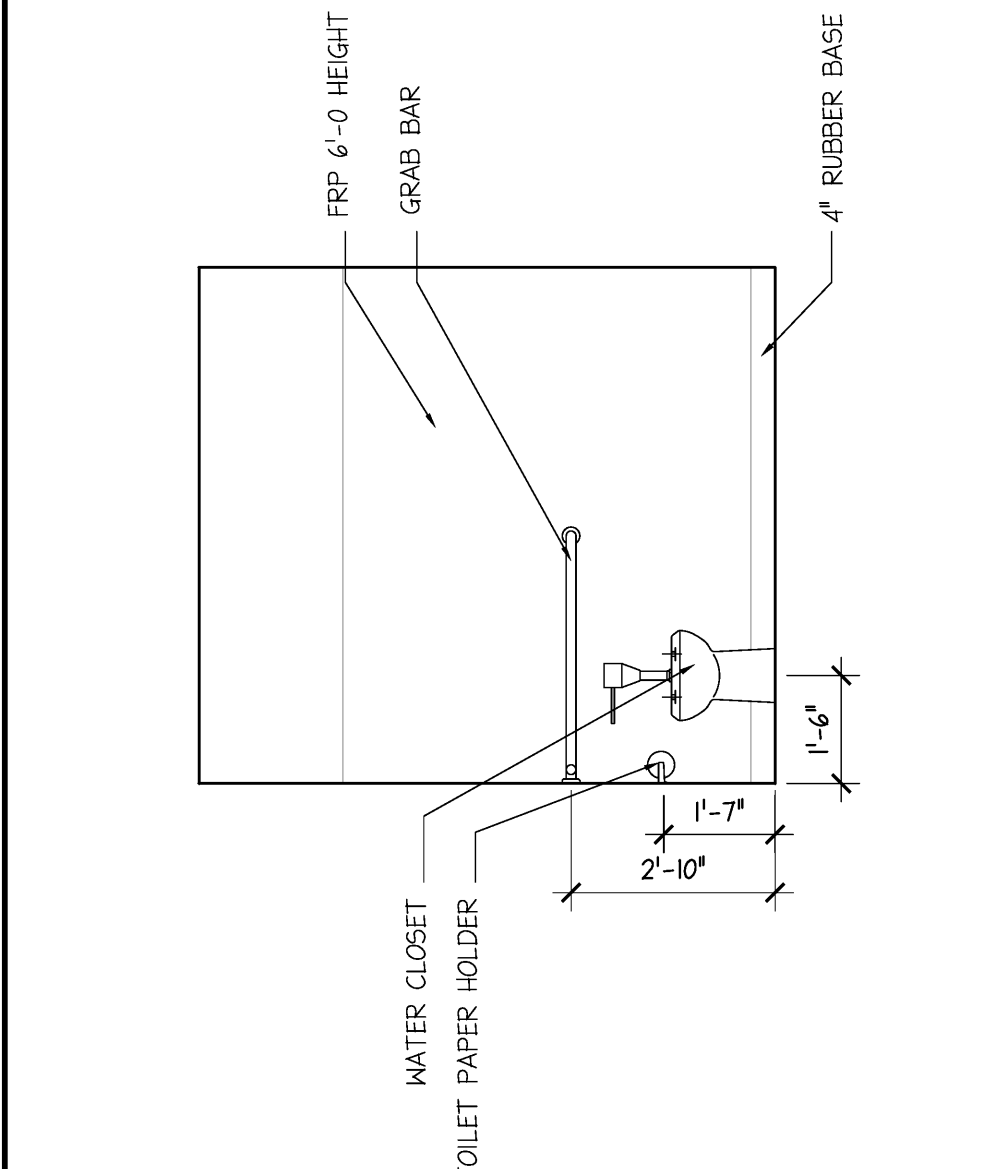 FRP 6'-0 HEIGHT
GRAB BAR
4" RUBBER BASE
WATER CLOSET
PAPER HOLDER
1'-6"
1'-7"
2'-10"